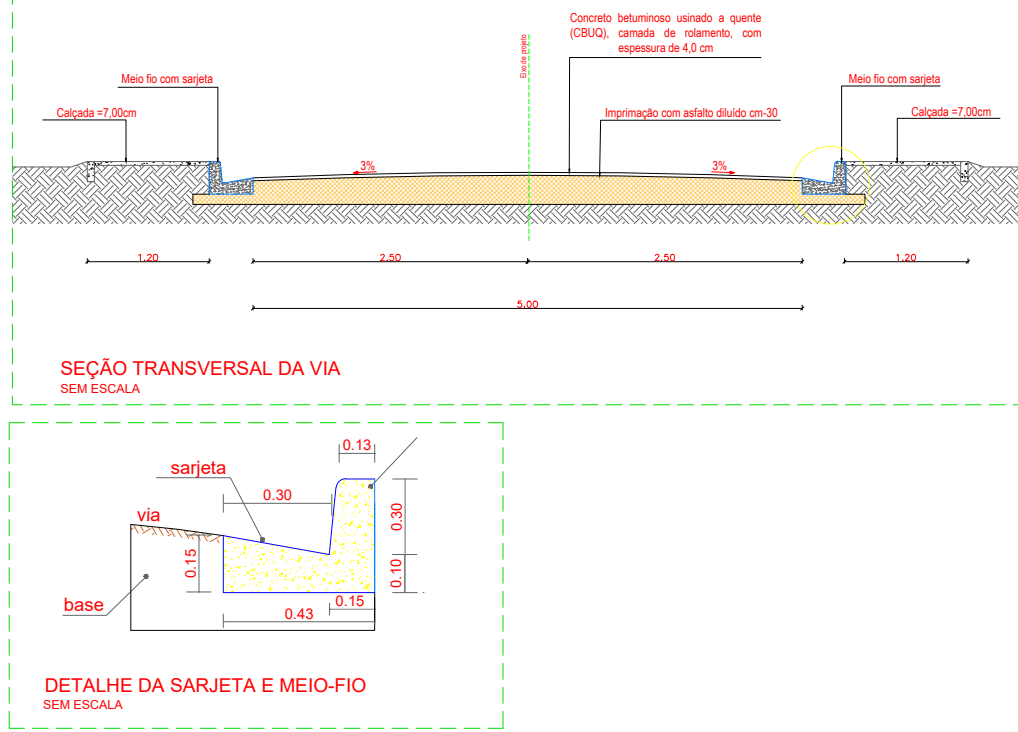 Concreto betuminoso usinado a quente
(CBUQ), camada de rolamento, com
espessura de 4,0 cm
Eixo de projeto
Meio fio com sarjeta
Meio fio com sarjeta
Calçada =7,00cm
Imprimação com asfalto diluído cm-30
Calçada =7,00cm
3%
3%
1.20
2.50
2.50
1.20
5.00
SEÇÃO TRANSVERSAL DA VIA
SEM ESCALA
0.13
sarjeta
0.30
via
0.30
0.15
0.10
base
0.15
0.43
DETALHE DA SARJETA E MEIO-FIO
SEM ESCALA